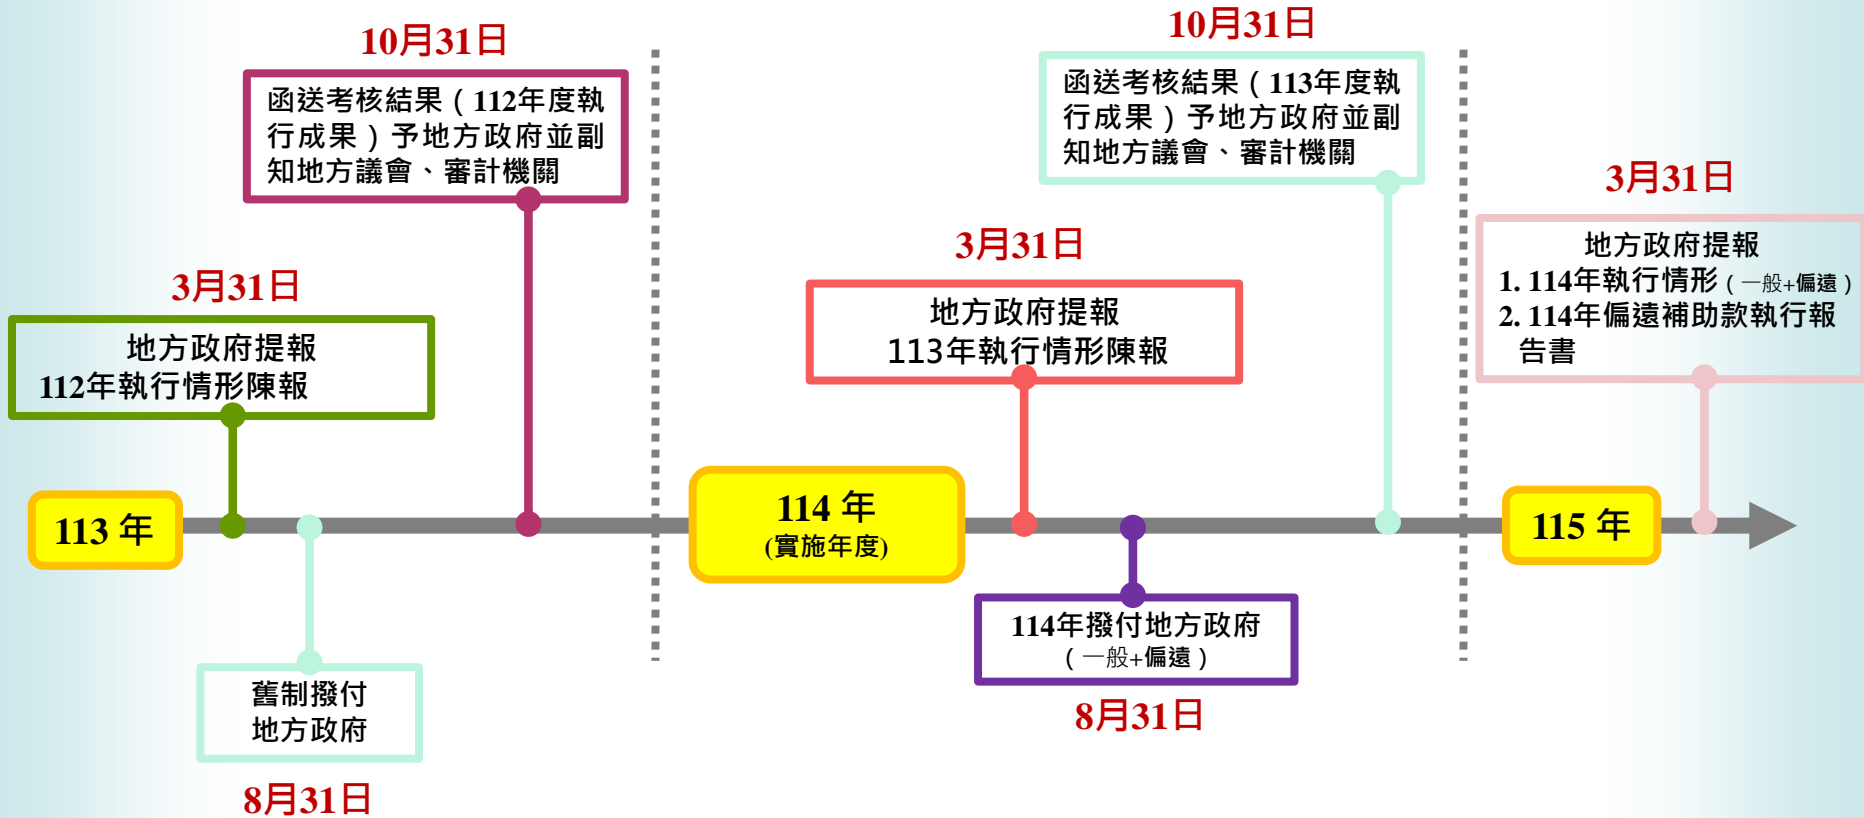 10月31日
函送考核結果（112年度執
行成果）予地方政府並副
知地方議會、審計機關
3月31日
地方政府提報
112年執行情形陳報
113 年
舊制撥付
地方政府
8月31日
10月31日
函送考核結果（113年度執
行成果）予地方政府並副
知地方議會、審計機關
3月31日
地方政府提報
113年執行情形陳報
114 年
(實施年度)
114年撥付地方政府
（一般+偏遠）
8月31日
3月31日
地方政府提報
1. 114年執行情形（一般+偏遠）
2. 114年偏遠補助款執行報
告書
115 年